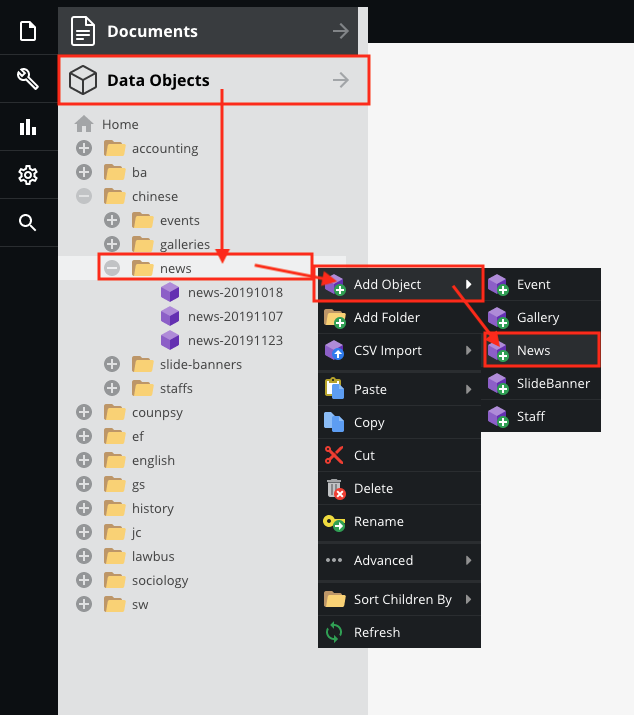 Documents
Data Objects
Home
accounting
ba
chinese
events
galleries
news
news-20191018
news-20191107
news-20191123
slide-banners
staffs
counpsy
ef
english
gs
history
jc
lawbus
sociology
sw
Add Object
Add Folder
CSV Import
Paste
Copy
Cut
Delete
Rename
Advanced
Sort Children By
Refresh
Event
Gallery
News
SlideBanner
Staff